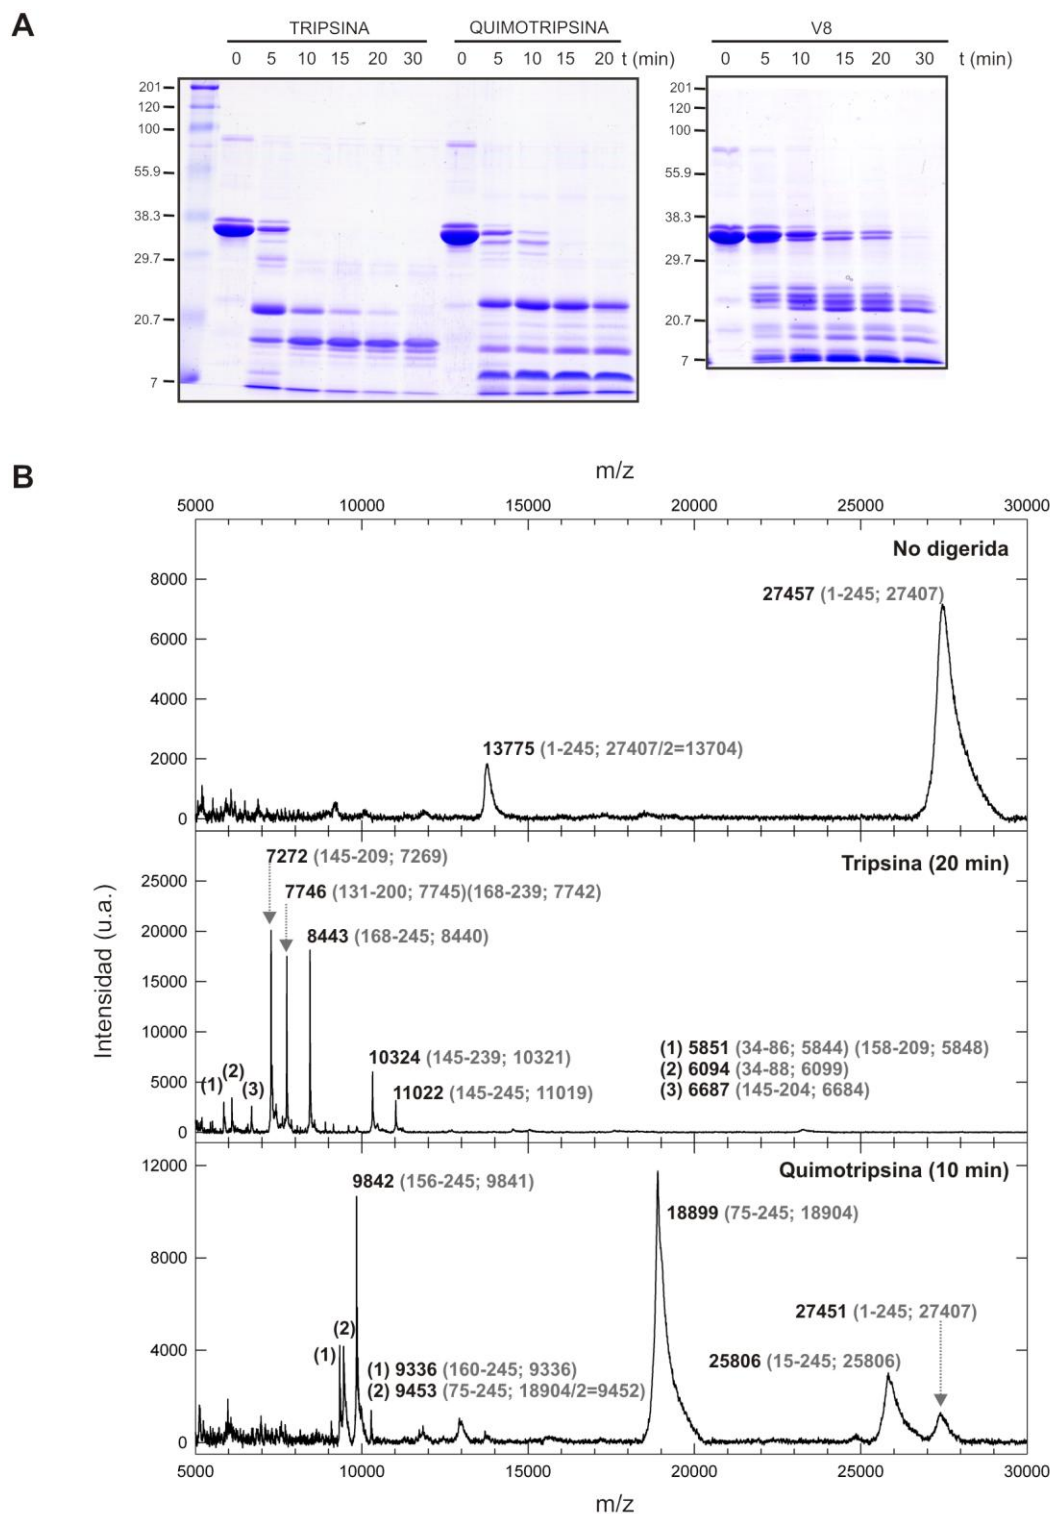 A
TRIPSINA QUIMOTRIPSINA V8
0 5 10 15 20 30 0 5 10 15 20 t (min) 0 5 10 15 20 30 t (min)
201 201
120 120
100 100
55.9 55.9
38.3 38.3
29.7 29.7
20.7 20.7
7 7
B
m/z
5000 10000 15000 20000 25000 30000
No digerida
8000
27457 (1-245; 27407)
6000
4000
13775 (1-245; 27407/2=13704)
2000
0
Intensidad (u.a.)
7272 (145-209; 7269)
Tripsina (20 min)
25000
7746 (131-200; 7745)(168-239; 7742)
20000
8443 (168-245; 8440)
15000
10000
10324 (145-239; 10321)
(1) 5851 (34-86; 5844) (158-209; 5848)
(2) 6094 (34-88; 6099)
(3) 6687 (145-204; 6684)
5000
(1) (2) (3)
11022 (145-245; 11019)
0
12000
Quimotripsina (10 min)
9842 (156-245; 9841)
18899 (75-245; 18904)
8000
27451 (1-245; 27407)
(1) (2)
4000
25806 (15-245; 25806)
(1) 9336 (160-245; 9336)
(2) 9453 (75-245; 18904/2=9452)
0
5000 10000 15000 20000 25000 30000
m/z